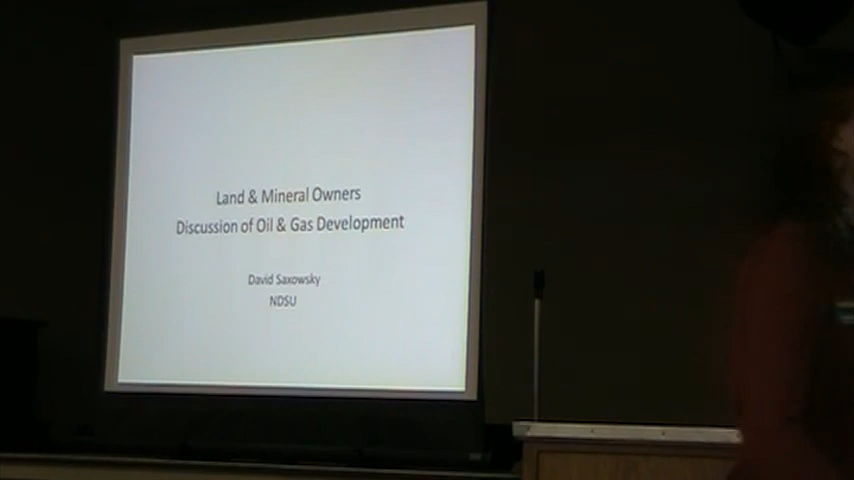 Land & Mineral Owners
Discussion of Oil & Gas Development
David Saxowsky
NDSU